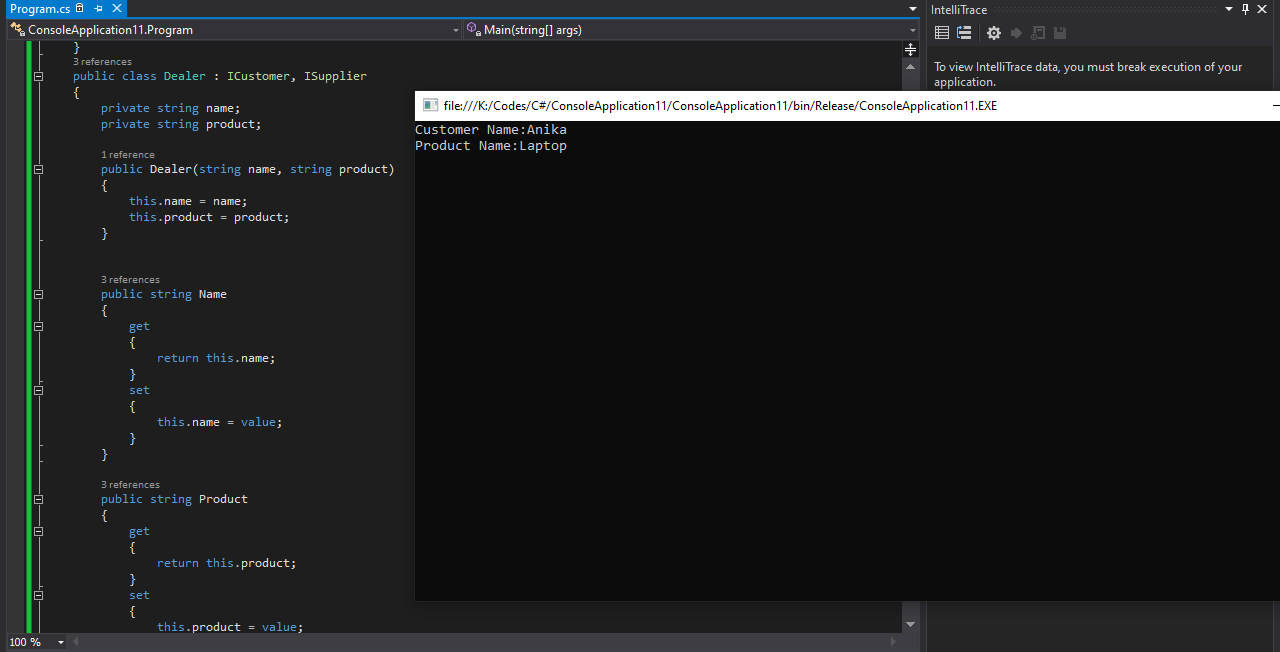 Program.cs
ConsoleApplication11.Program
Main(string[] args)
}
3 references
public class Dealer : ICustomer, ISupplier
{
private string name;
private string product;
1 reference
public Dealer(string name, string product)
{
this.name = name;
this.product = product;
}
3 references
public string Name
{
get
{
return this.name;
}
set
{
this.name = value;
}
}
3 references
public string Product
{
get
{
return this.product;
}
set
{
this.product = value;
100 %
file:///K:/Codes/C#/ConsoleApplication11/ConsoleApplication11/bin/Release/ConsoleApplication11.EXE
Customer Name:Anika
Product Name:Laptop
IntelliTrace
To view IntelliTrace data, you must break execution of your
application.